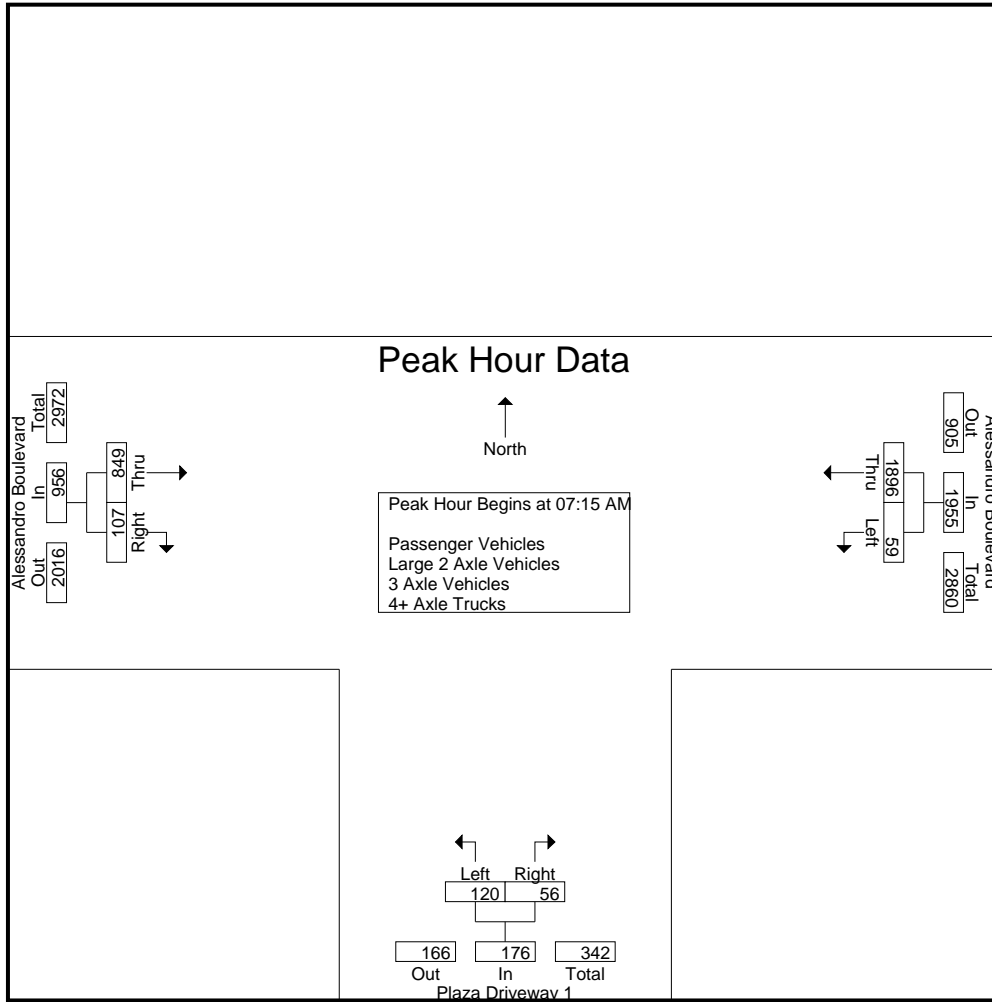 Peak Hour Data
North
Peak Hour Begins at 07:15 AM
Passenger Vehicles
Large 2 Axle Vehicles
3 Axle Vehicles
4+ Axle Trucks
Alessandro Boulevard
Out In Total
2016 956 2972
Right Thru
107 849
Alessandro Boulevard
Out In Total
905 1955 2860
Thru Left
1896 59
Left Right
120 56
166 176 342
Out In Total
Plaza Driveway 1